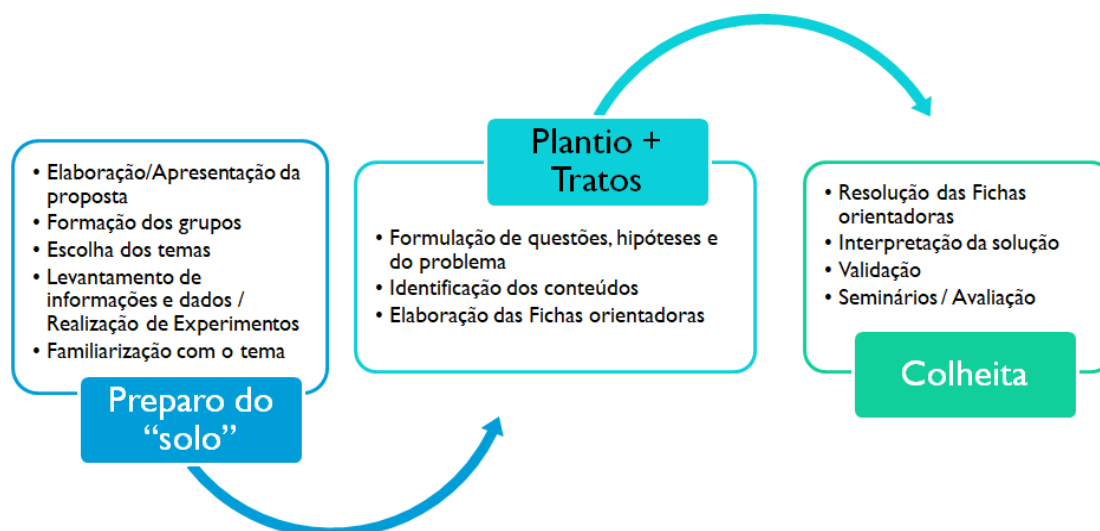 • Elaboração/Apresentação da
proposta
• Formação dos grupos
• Escolha dos temas
• Levantamento de
informações e dados /
Realização de Experimentos
• Familiarização com o tema
Preparo do
“solo”
Plantio +
Tratos
• Formulação de questões, hipóteses e
do problema
• Identificação dos conteúdos
• Elaboração das Fichas orientadoras
• Resolução das Fichas
orientadoras
• Interpretação da solução
• Validação
• Seminários / Avaliação
Colheita